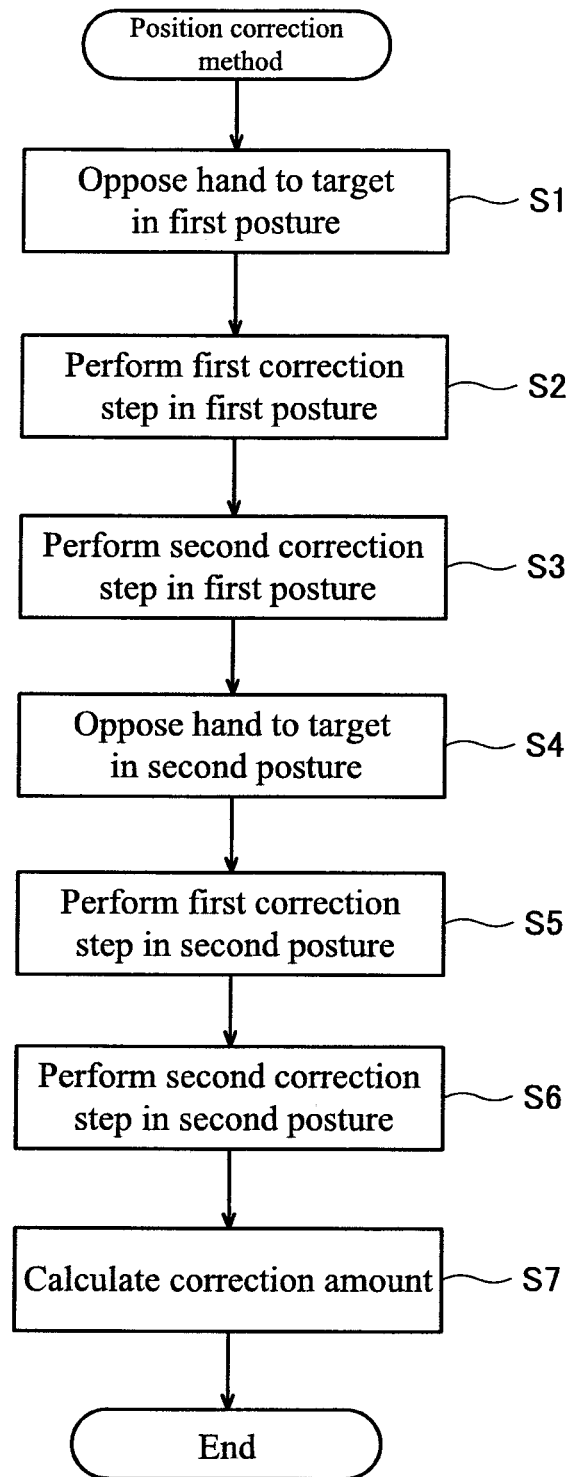 Position correction
method
Oppose hand to target
in first posture
S1
Perform first correction
step in first posture
S2
Perform second correction
step in first posture
S3
Oppose hand to target
in second posture
S4
Perform first correction
step in second posture
S5
Perform second correction
step in second posture
S6
Calculate correction amount
S7
End